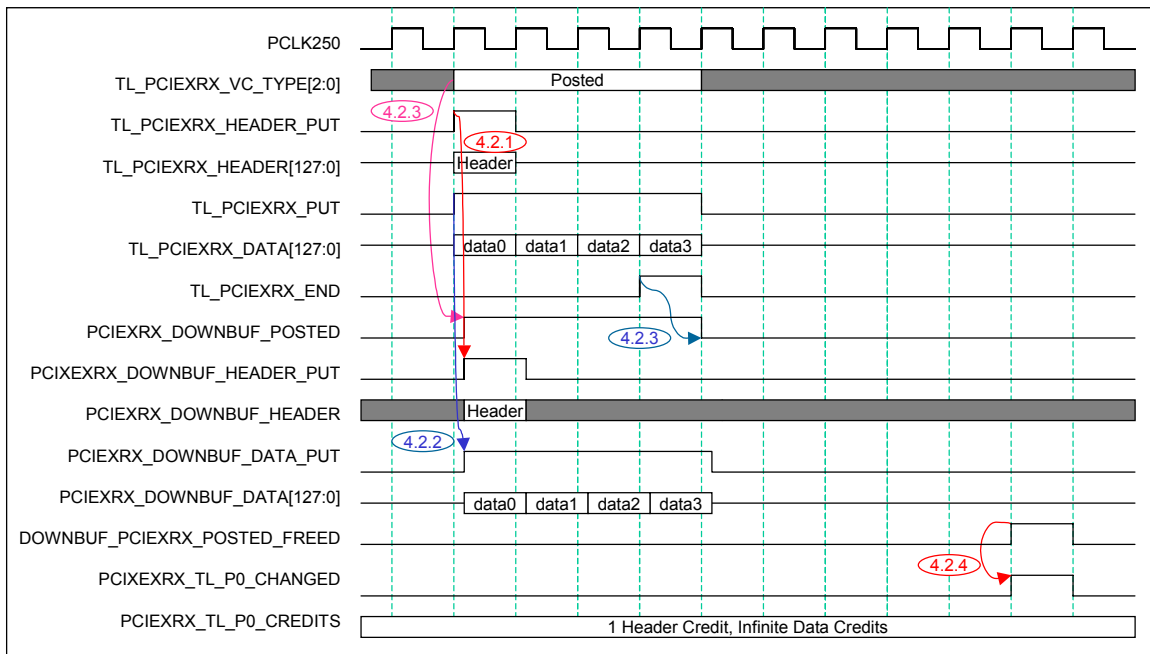 PCLK250
TL_PCIEXRX_VC_TYPE[2:0]
Posted
4.2.3
TL_PCIEXRX_HEADER_PUT
4.2.1
TL_PCIEXRX_HEADER[127:0]
Header
TL_PCIEXRX_PUT
TL_PCIEXRX_DATA[127:0]
data0 data1 data2 data3
TL_PCIEXRX_END
PCIEXRX_DOWNBUF_POSTED
4.2.3
PCIXEXRX_DOWNBUF_HEADER_PUT
PCIEXRX_DOWNBUF_HEADER
Header
4.2.2
PCIEXRX_DOWNBUF_DATA_PUT
PCIEXRX_DOWNBUF_DATA[127:0]
data0 data1 data2 data3
DOWNBUF_PCIEXRX_POSTED_FREED
4.2.4
PCIXEXRX_TL_P0_CHANGED
PCIEXRX_TL_P0_CREDITS
1 Header Credit, Infinite Data Credits